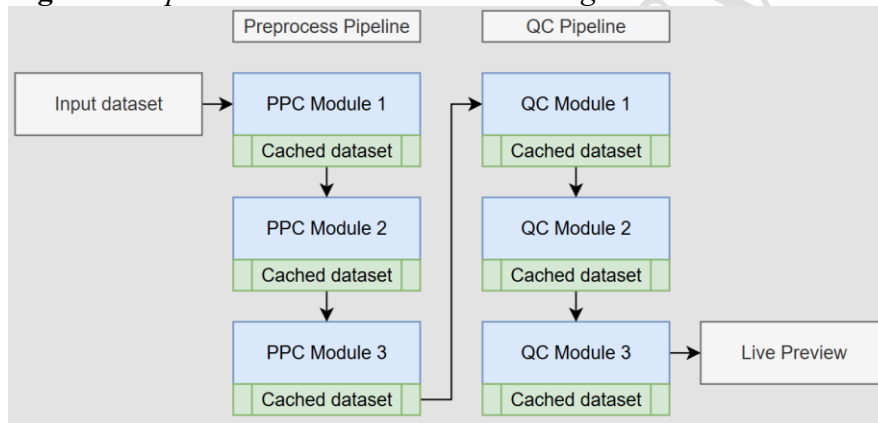 Preprocess Pipeline
QC Pipeline
Input dataset
PPC Module 1
QC Module 1
Cached dataset
Cached dataset
PPC Module 2
QC Module 2
Cached dataset
Cached dataset
PPC Module 3
QC Module 3
Live Preview
Cached dataset
Cached dataset